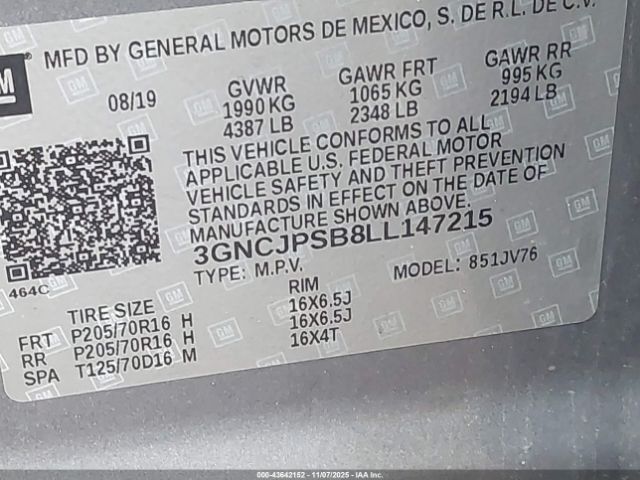 MFD BY GENERAL MOTORS DE MEXICO, S. DE R.L. DE C.V.
GM
08/19 GVWR GAWR FRT GAWR RR
1990 KG 1065 KG 995 KG
4387 LB 2348 LB 2194 LB
THIS VEHICLE CONFORMS TO ALL
APPLICABLE U.S. FEDERAL MOTOR
VEHICLE SAFETY AND THEFT PREVENTION
STANDARDS IN EFFECT ON THE DATE OF
MANUFACTURE SHOWN ABOVE.
3GNCJPSB8LL147215
464C TYPE: M.P.V. MODEL: 851JV76
TIRE SIZE RIM
FRT P205/70R16 H 16X6.5J
RR P205/70R16 H 16X6.5J
SPA T125/70D16 M 16X4T
000-43642152 — 11/07/2025 — IAAI, Inc.